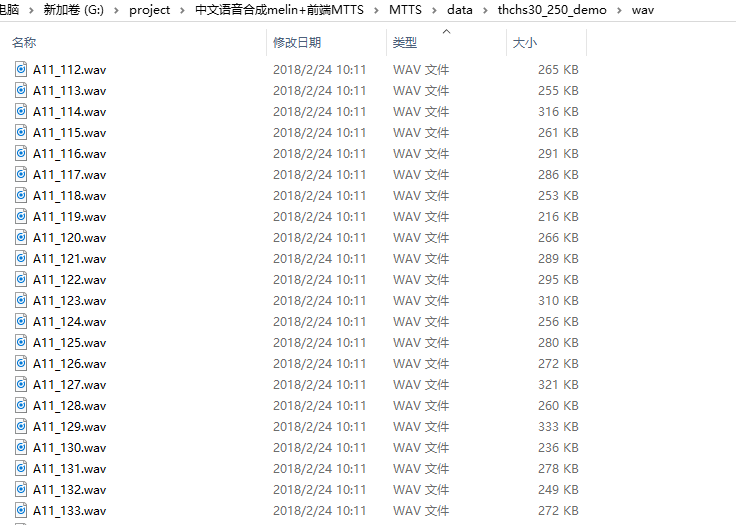 电脑 > 新加卷 (G:) > project > 中文语音合成melin+前端MTTS > MTTS > data > thchs30_250_demo > wav
名称 修改日期 类型 大小
A11_112.wav 2018/2/24 10:11 WAV 文件 265 KB
A11_113.wav 2018/2/24 10:11 WAV 文件 255 KB
A11_114.wav 2018/2/24 10:11 WAV 文件 316 KB
A11_115.wav 2018/2/24 10:11 WAV 文件 261 KB
A11_116.wav 2018/2/24 10:11 WAV 文件 291 KB
A11_117.wav 2018/2/24 10:11 WAV 文件 286 KB
A11_118.wav 2018/2/24 10:11 WAV 文件 253 KB
A11_119.wav 2018/2/24 10:11 WAV 文件 216 KB
A11_120.wav 2018/2/24 10:11 WAV 文件 266 KB
A11_121.wav 2018/2/24 10:11 WAV 文件 289 KB
A11_122.wav 2018/2/24 10:11 WAV 文件 295 KB
A11_123.wav 2018/2/24 10:11 WAV 文件 310 KB
A11_124.wav 2018/2/24 10:11 WAV 文件 256 KB
A11_125.wav 2018/2/24 10:11 WAV 文件 280 KB
A11_126.wav 2018/2/24 10:11 WAV 文件 272 KB
A11_127.wav 2018/2/24 10:11 WAV 文件 321 KB
A11_128.wav 2018/2/24 10:11 WAV 文件 260 KB
A11_129.wav 2018/2/24 10:11 WAV 文件 333 KB
A11_130.wav 2018/2/24 10:11 WAV 文件 236 KB
A11_131.wav 2018/2/24 10:11 WAV 文件 278 KB
A11_132.wav 2018/2/24 10:11 WAV 文件 249 KB
A11_133.wav 2018/2/24 10:11 WAV 文件 272 KB